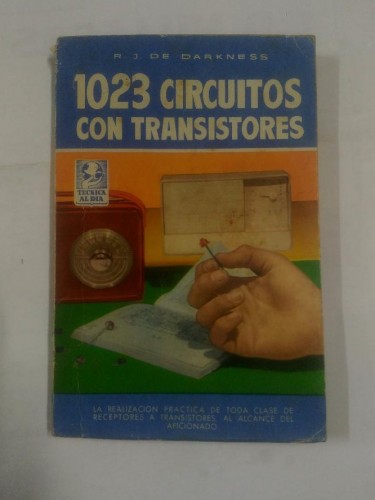 R. J. DE DARKNESS
1023 CIRCUITOS
CON TRANSISTORES
TECNICA
AL DIA
LA REALIZACION PRACTICA DE TODA CLASE DE
RECEPTORES A TRANSISTORES, AL ALCANCE DEL
AFICIONADO